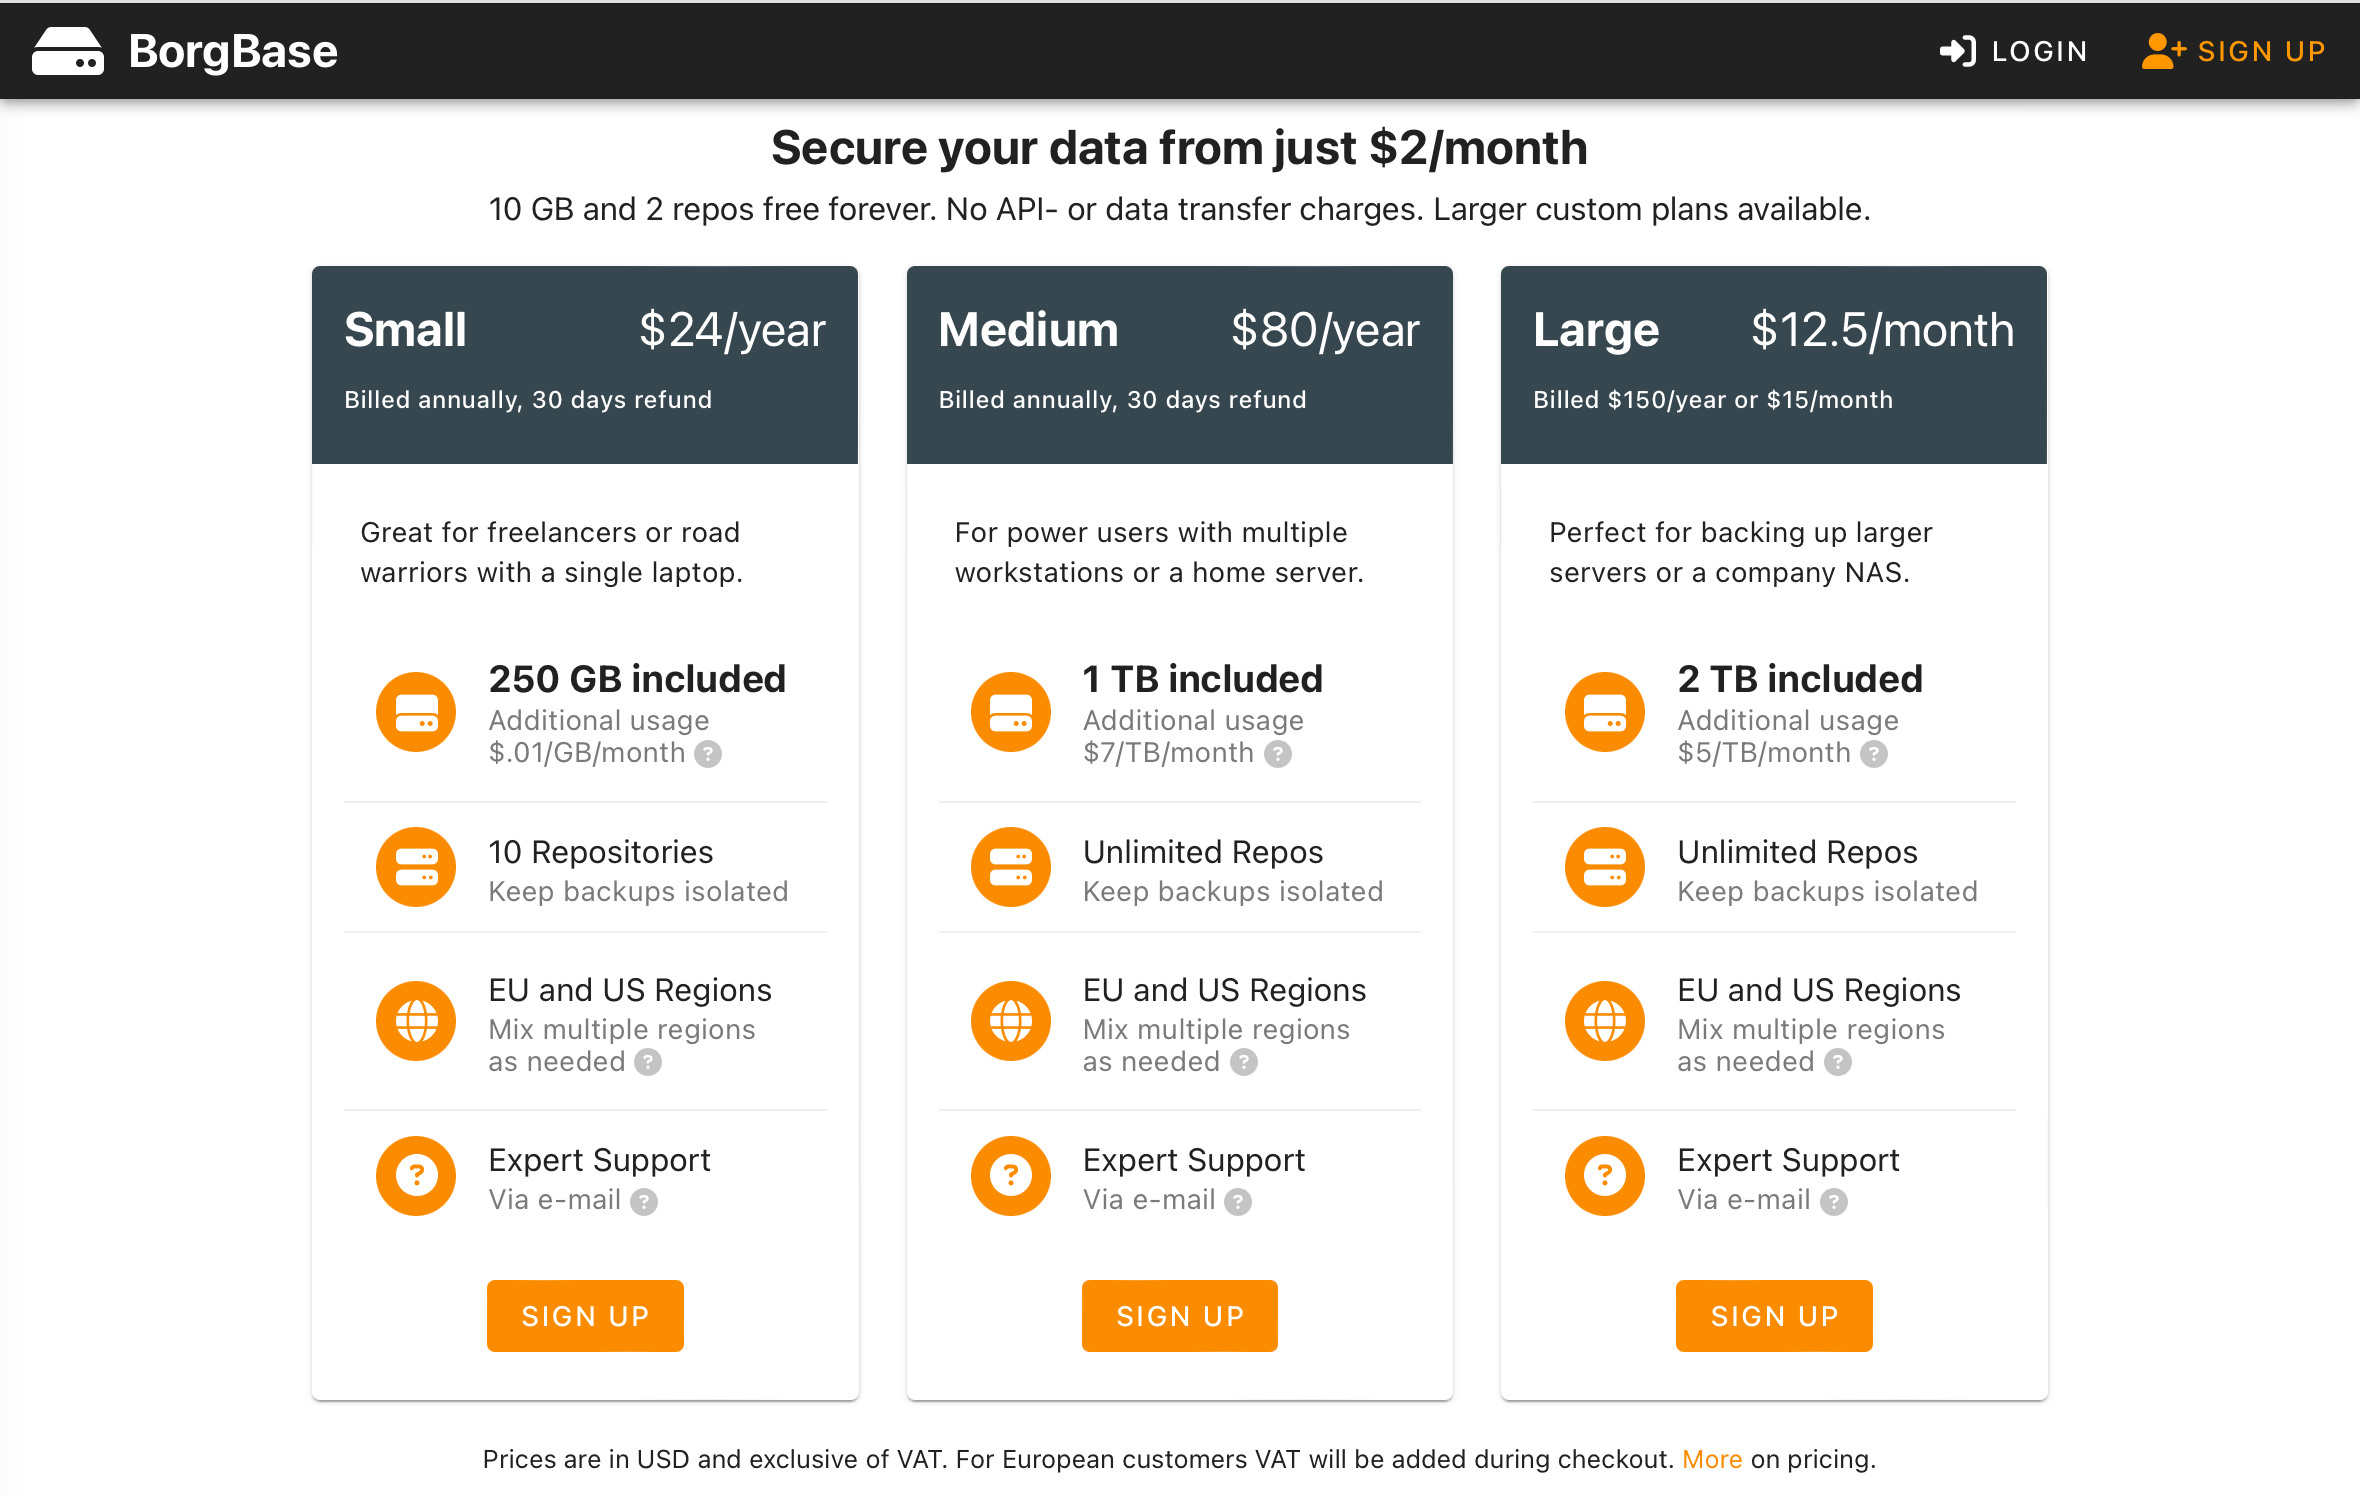 BorgBase
LOGIN
SIGN UP
Secure your data from just $2/month
10 GB and 2 repos free forever. No API- or data transfer charges. Larger custom plans available.
Small $24/year
Billed annually, 30 days refund
Great for freelancers or road
warriors with a single laptop.
250 GB included
Additional usage
$.01/GB/month ?
10 Repositories
Keep backups isolated
EU and US Regions
Mix multiple regions
as needed ?
?
Expert Support
Via e-mail ?
SIGN UP
Medium $80/year
Billed annually, 30 days refund
For power users with multiple
workstations or a home server.
1 TB included
Additional usage
$7/TB/month ?
Unlimited Repos
Keep backups isolated
EU and US Regions
Mix multiple regions
as needed ?
?
Expert Support
Via e-mail ?
SIGN UP
Large $12.5/month
Billed $150/year or $15/month
Perfect for backing up larger
servers or a company NAS.
2 TB included
Additional usage
$5/TB/month ?
Unlimited Repos
Keep backups isolated
EU and US Regions
Mix multiple regions
as needed ?
?
Expert Support
Via e-mail ?
SIGN UP
Prices are in USD and exclusive of VAT. For European customers VAT will be added during checkout. More on pricing.